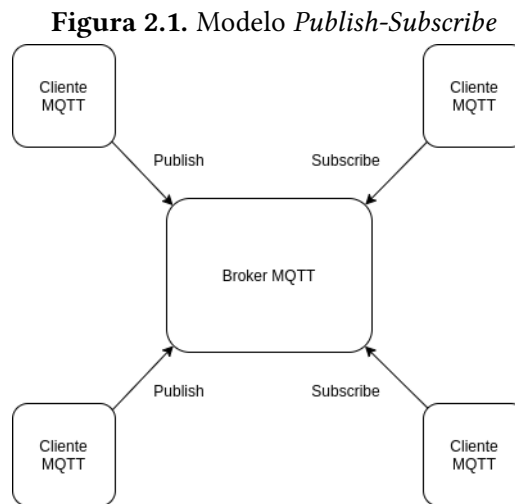 Figura 2.1. Modelo Publish-Subscribe
Cliente
MQTT
Cliente
MQTT
Publish
Subscribe
Broker MQTT
Publish
Subscribe
Cliente
MQTT
Cliente
MQTT